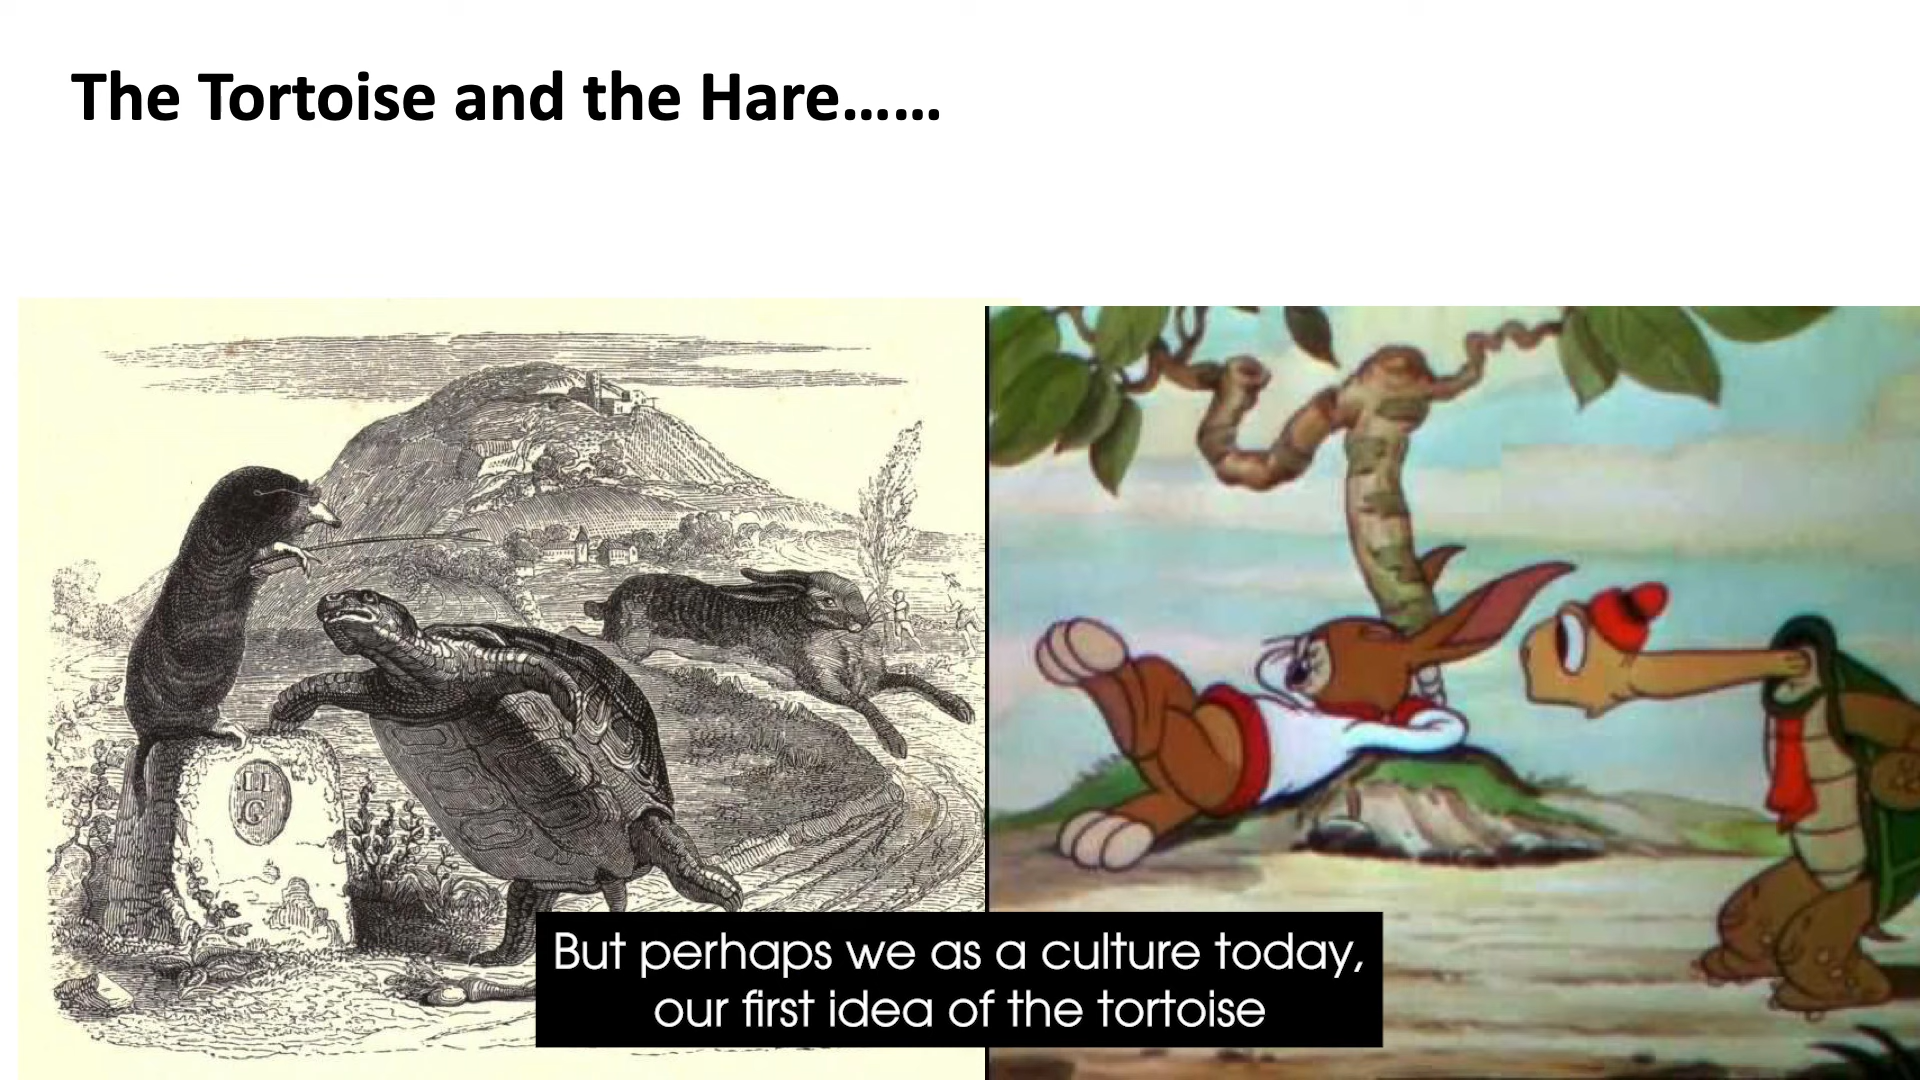 The Tortoise and the Hare......
H
G
But perhaps we as a culture today,
our first idea of the tortoise